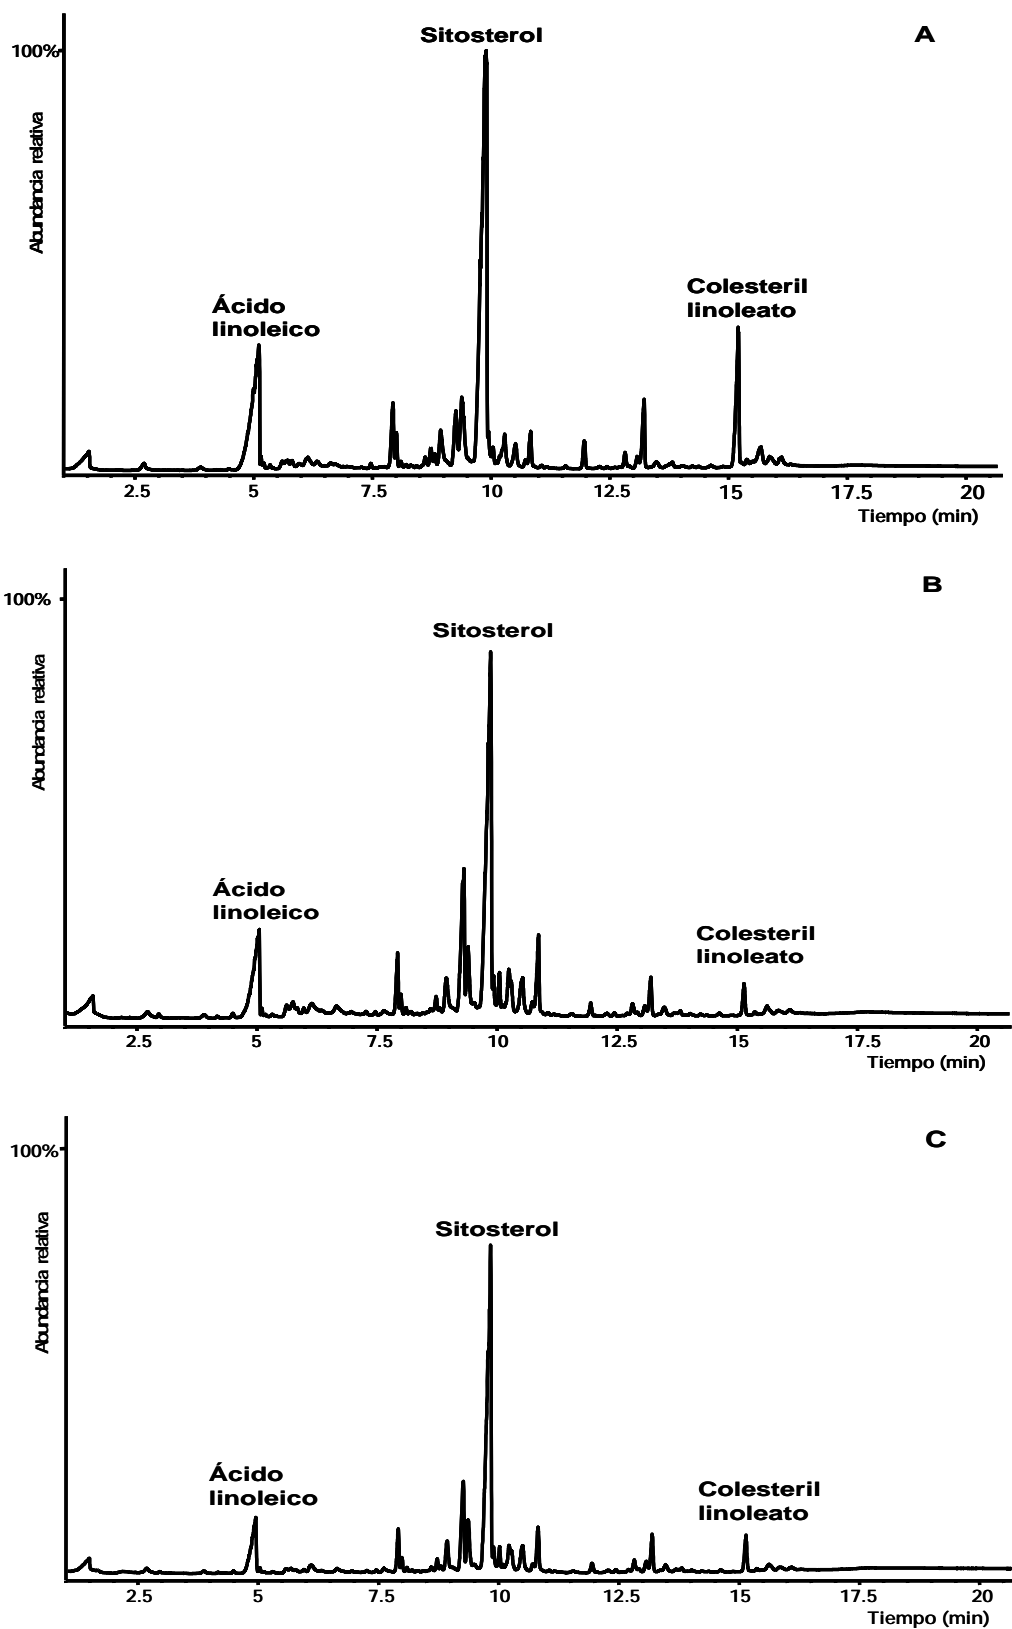 Sitosterol
A
100%
Abundancia relativa
Colesteril
linoleato
Ácido
linoleico
2.5 5 7.5 10 12.5 15 17.5 20
Tiempo (min)
B
100%
Sitosterol
Abundancia relativa
Ácido
linoleico
Colesteril
linoleato
2.5 5 7.5 10 12.5 15 17.5 20
Tiempo (min)
C
100%
Sitosterol
Abundancia relativa
Ácido
linoleico
Colesteril
linoleato
2.5 5 7.5 10 12.5 15 17.5 20
Tiempo (min)